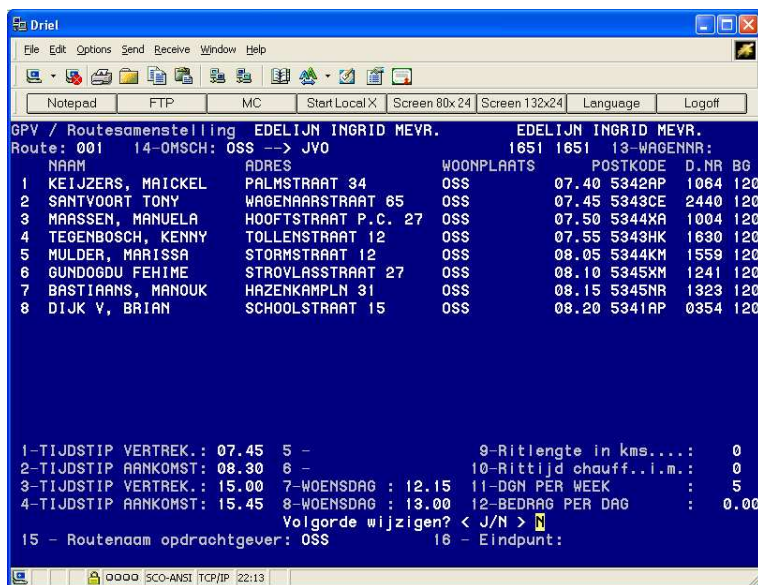 Driel
File Edit Options Send Receive Window Help
Notepad FTP MC Start Local X Screen 80x 24 Screen 132x24 Language Logoff
GPV / Routesamenstelling EDELIJN INGRID MEVR. EDELIJN INGRID MEVR.
Route: 001 14-OMSCH: OSS --> JVO 1651 1651 13-WAGENNR:
NAAM ADRES WOONPLAATS POSTKODE D.NR BG
1 KEIJZERS, MAICKEL PALMSTRAAT 34 OSS 07.40 5342AP 1064 120
2 SANTVOORT TONY WAGENAARSTRAAT 65 OSS 07.45 5343CE 2440 120
3 MAASSEN, MANUELA HOOFTSTRAAT P.C. 27 OSS 07.50 5344XA 1004 120
4 TEGENBOSCH, KENNY TOLLENSTRAAT 12 OSS 07.55 5343HK 1630 120
5 MULDER, MARISSA STORMSTRAAT 12 OSS 08.05 5344KM 1559 120
6 GUNDOGDU FEHIME STROVLASSTRAAT 27 OSS 08.10 5345XM 1241 120
7 BASTIAANS, MANOUK HAZENKAMPLN 31 OSS 08.15 5345NR 1323 120
8 DIJK V, BRIAN SCHOOLSTRAAT 15 OSS 08.20 5341AP 0354 120
1-TIJDSTIP VERTREK.: 07.45 5 - 9-Ritlengte in kms....: 0
2-TIJDSTIP AANKOMST: 08.30 6 - 10-Rittijd chauff..i.m.: 0
3-TIJDSTIP VERTREK.: 15.00 7-WOENSDAG : 12.15 11-DGN PER WEEK : 5
4-TIJDSTIP AANKOMST: 15.45 8-WOENSDAG : 13.00 12-BEDRAG PER DAG : 0.00
Volgorde wijzigen? < J/N > N
15 - Routenaam opdrachtgever: OSS 16 - Eindpunt:
SCO-ANSI TCP/IP 22:13